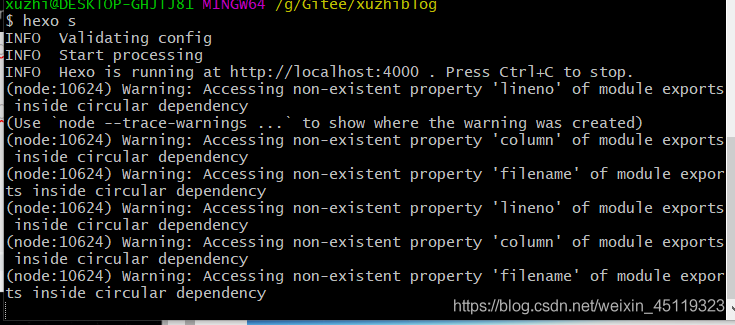 xuzhi@DESKTOP-GHJTJ8I MINGW64 /g/Gitee/xuzhiblog
$ hexo s
INFO  Validating config
INFO  Start processing
INFO  Hexo is running at http://localhost:4000 . Press Ctrl+C to stop.
(node:10624) Warning: Accessing non-existent property 'lineno' of module exports
 inside circular dependency
(Use `node --trace-warnings ...` to show where the warning was created)
(node:10624) Warning: Accessing non-existent property 'column' of module exports
 inside circular dependency
(node:10624) Warning: Accessing non-existent property 'filename' of module expor
ts inside circular dependency
(node:10624) Warning: Accessing non-existent property 'lineno' of module exports
 inside circular dependency
(node:10624) Warning: Accessing non-existent property 'column' of module exports
 inside circular dependency
(node:10624) Warning: Accessing non-existent property 'filename' of module expor
ts inside circular dependency
https://blog.csdn.net/weixin_45119323